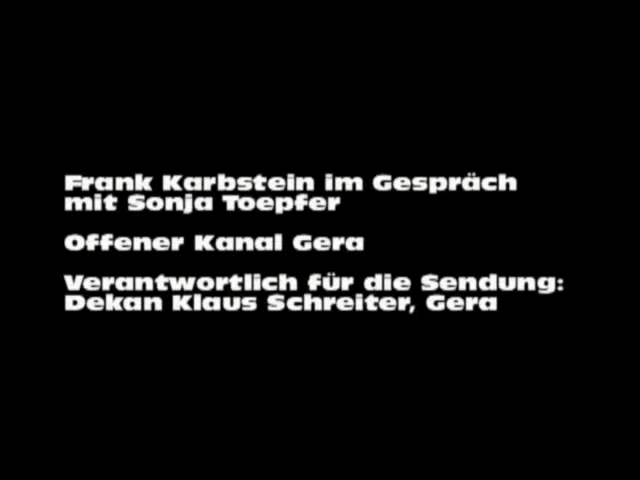 Frank Karbstein im Gespräch
mit Sonja Toepfer
Offener Kanal Gera
Verantwortlich für die Sendung:
Dekan Klaus Schreiter, Gera